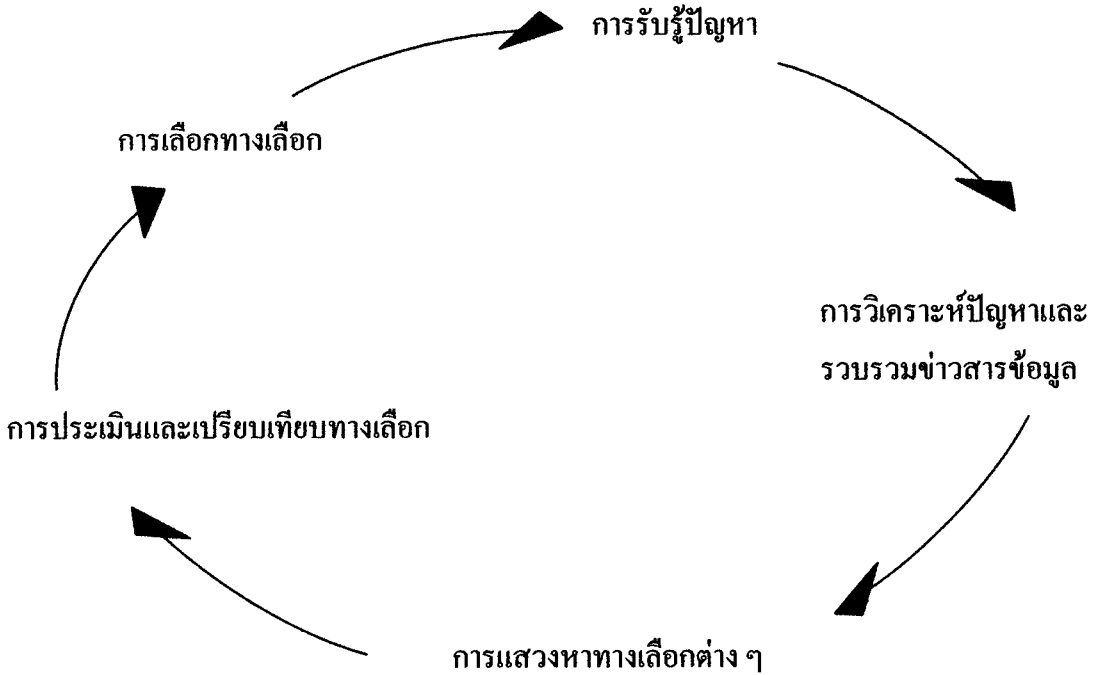 การรับรู้ปัญหา
การเลือกทางเลือก
การวิเคราะห์ปัญหาและ
รวบรวมข่าวสารข้อมูล
การประเมินและเปรียบเทียบทางเลือก
การแสวงหาทางเลือกต่าง ๆ